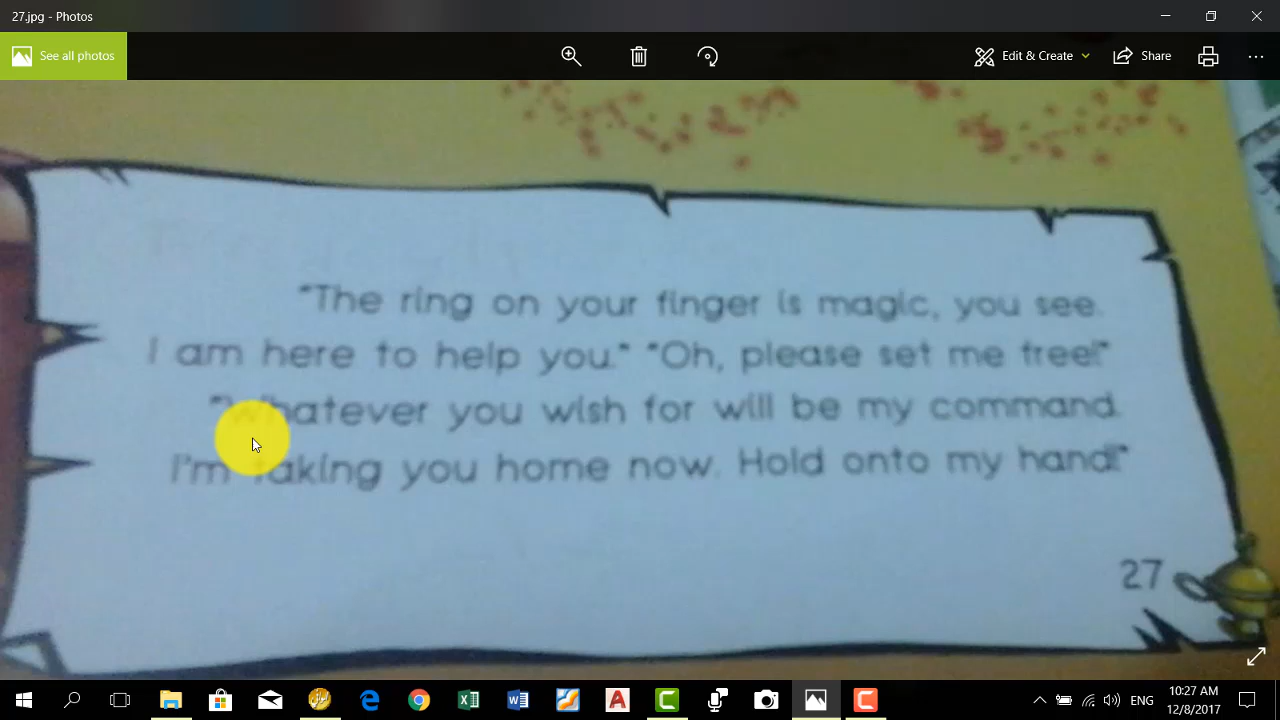 27.jpg - Photos
See all photos
Edit & Create
Share
"The ring on your finger is magic, you see.
I am here to help you." "Oh, please set me free!"
"Whatever you wish for will be my command.
I'm taking you home now. Hold onto my hand!"
27
ENG
10:27 AM
12/8/2017